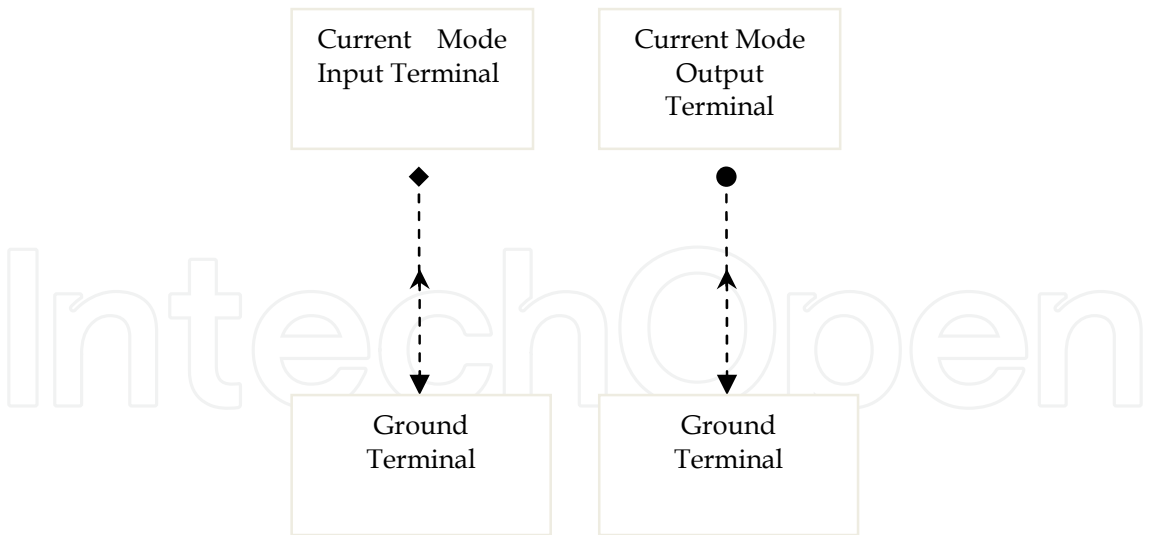 Current Mode
Input Terminal
Current Mode
Output
Terminal
IntechOpen
Ground
Terminal
Ground
Terminal